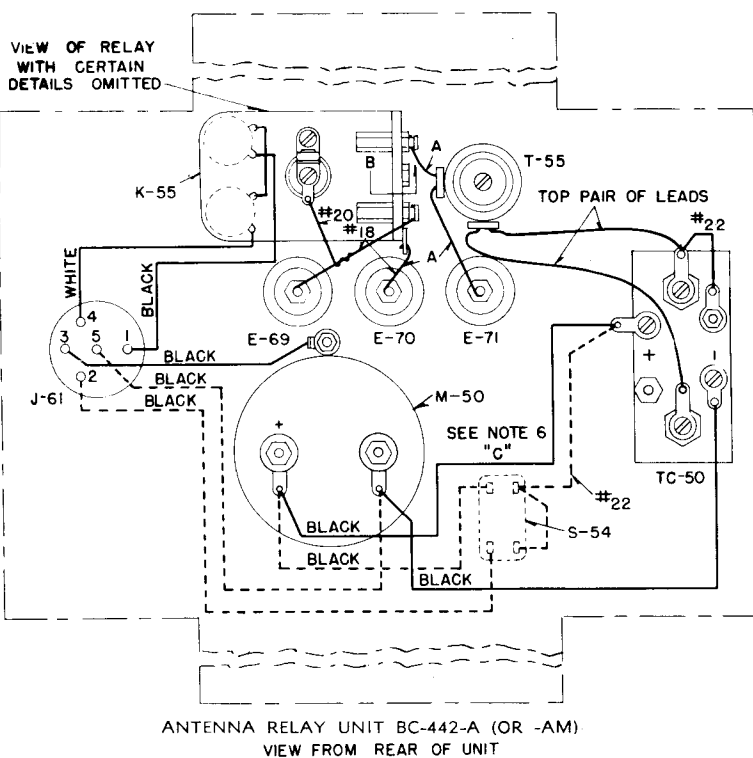 VIEW OF RELAY
WITH CERTAIN
DETAILS OMITTED
K-55
B
A
T-55
TOP PAIR OF LEADS
#22
#20
#18
A
WHITE
BLACK
4
3
5
1
2
J-61
E-69
E-70
E-71
BLACK
BLACK
BLACK
M-50
+
-
TC-50
SEE NOTE 6
"C"
#22
S-54
+
BLACK
BLACK
BLACK
ANTENNA RELAY UNIT BC-442-A (OR -AM)
VIEW FROM REAR OF UNIT